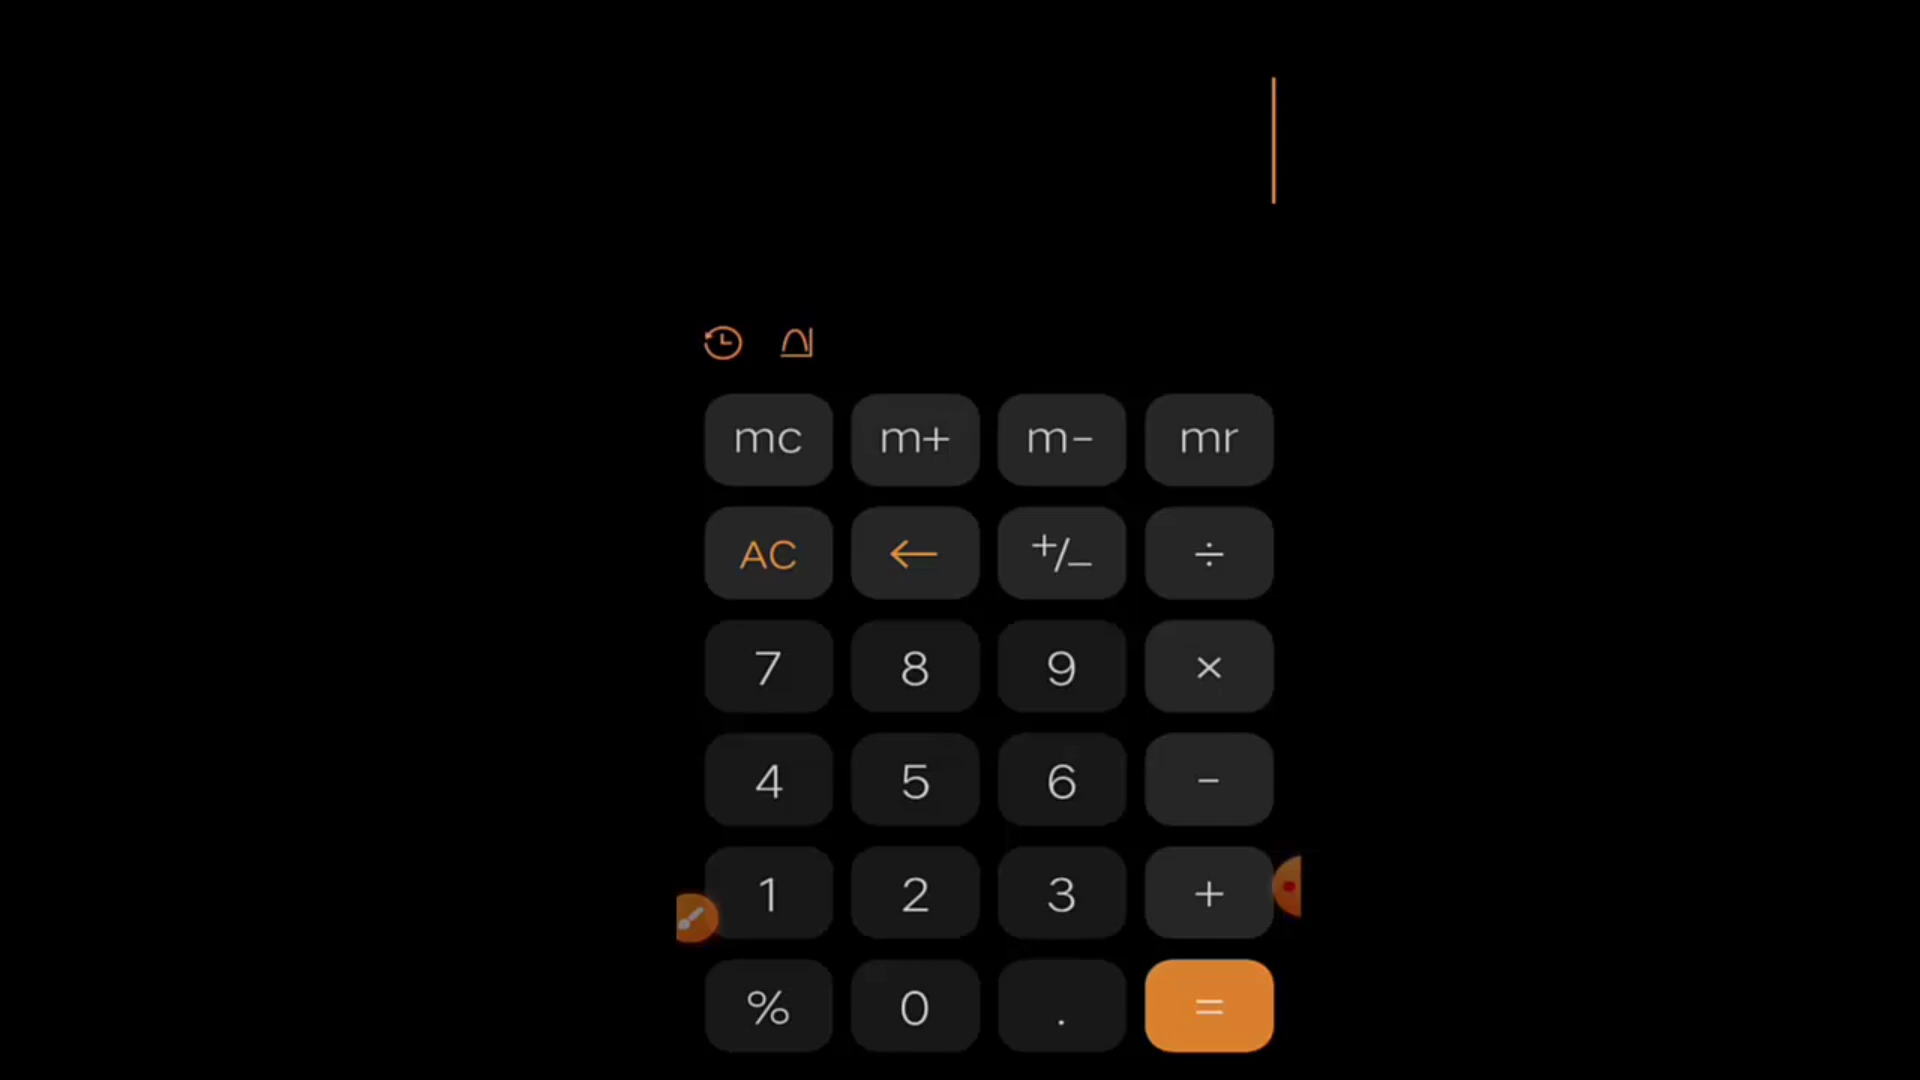 mc m+ m- mr
AC ← +/- ÷
7 8 9 ×
4 5 6 -
1 2 3 +
% 0 . =